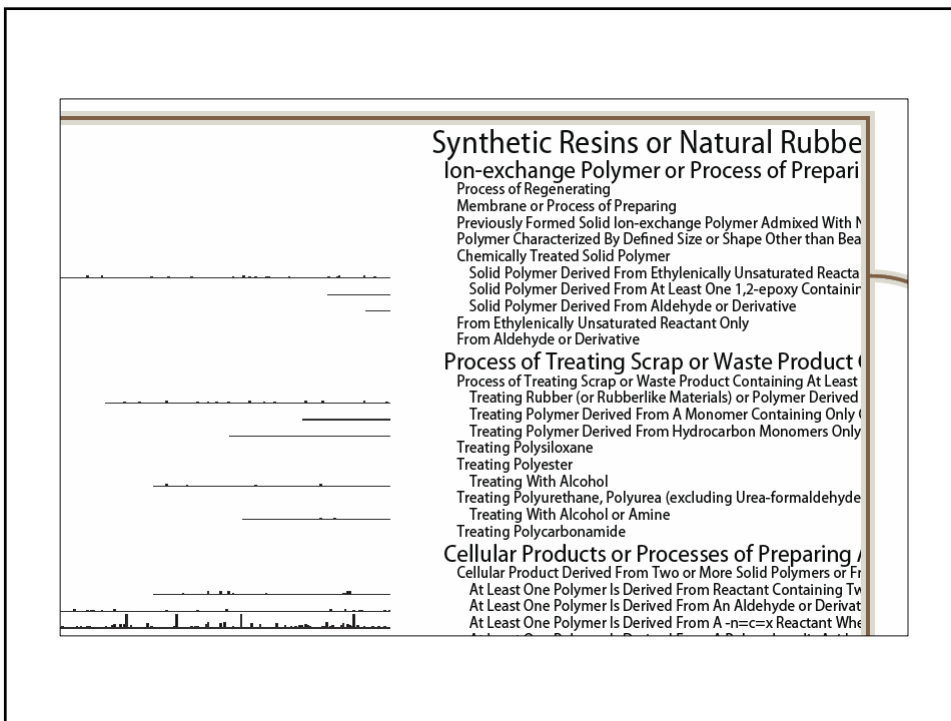 Synthetic Resins or Natural Rubbe
Ion-exchange Polymer or Process of Prepari
Process of Regenerating
Membrane or Process of Preparing
Previously Formed Solid Ion-exchange Polymer Admixed With N
Polymer Characterized By Defined Size or Shape Other than Bea
Chemically Treated Solid Polymer
Solid Polymer Derived From Ethylenically Unsaturated Reacta
Solid Polymer Derived From At Least One 1,2-epoxy Containin
Solid Polymer Derived From Aldehyde or Derivative
From Ethylenically Unsaturated Reactant Only
From Aldehyde or Derivative
Process of Treating Scrap or Waste Product
Process of Treating Scrap or Waste Product Containing At Least
Treating Rubber (or Rubberlike Materials) or Polymer Derived
Treating Polymer Derived From A Monomer Containing Only
Treating Polymer Derived From Hydrocarbon Monomers Only
Treating Polysiloxane
Treating Polyester
Treating With Alcohol
Treating Polyurethane, Polyurea (excluding Urea-formaldehyde
Treating With Alcohol or Amine
Treating Polycarbonamide
Cellular Products or Processes of Preparing
Cellular Product Derived From Two or More Solid Polymers or Fr
At Least One Polymer Is Derived From Reactant Containing Tw
At Least One Polymer Is Derived From An Aldehyde or Derivat
At Least One Polymer Is Derived From A -n=c=x Reactant Whe